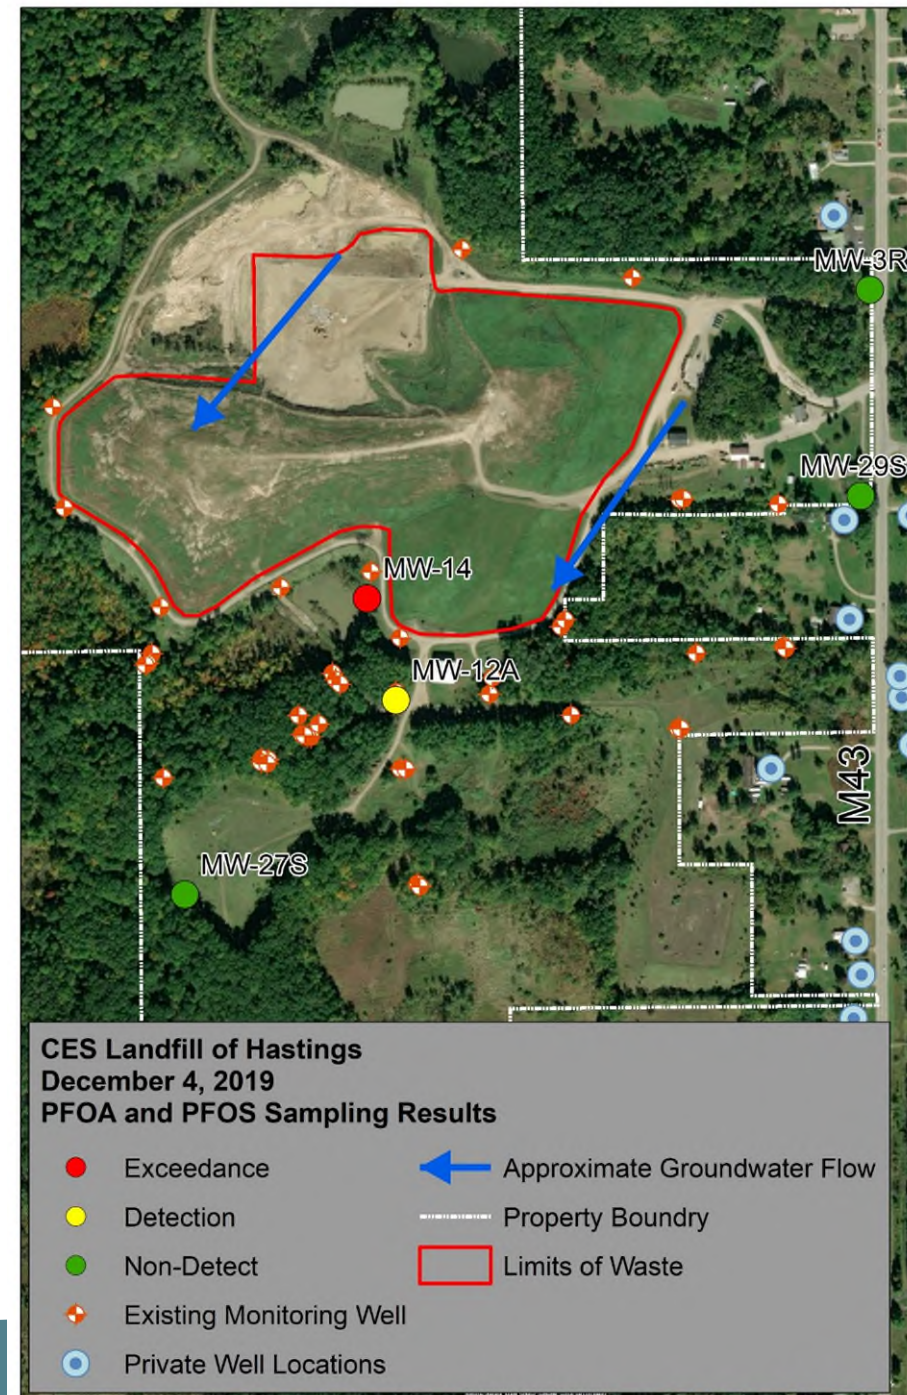 MW-3R
MW-29S
MW-14
MW-12A
M43
MW-27S
CES Landfill of Hastings
December 4, 2019
PFOA and PFOS Sampling Results
Exceedance
Approximate Groundwater Flow
Detection
Property Boundry
Non-Detect
Limits of Waste
Existing Monitoring Well
Private Well Locations